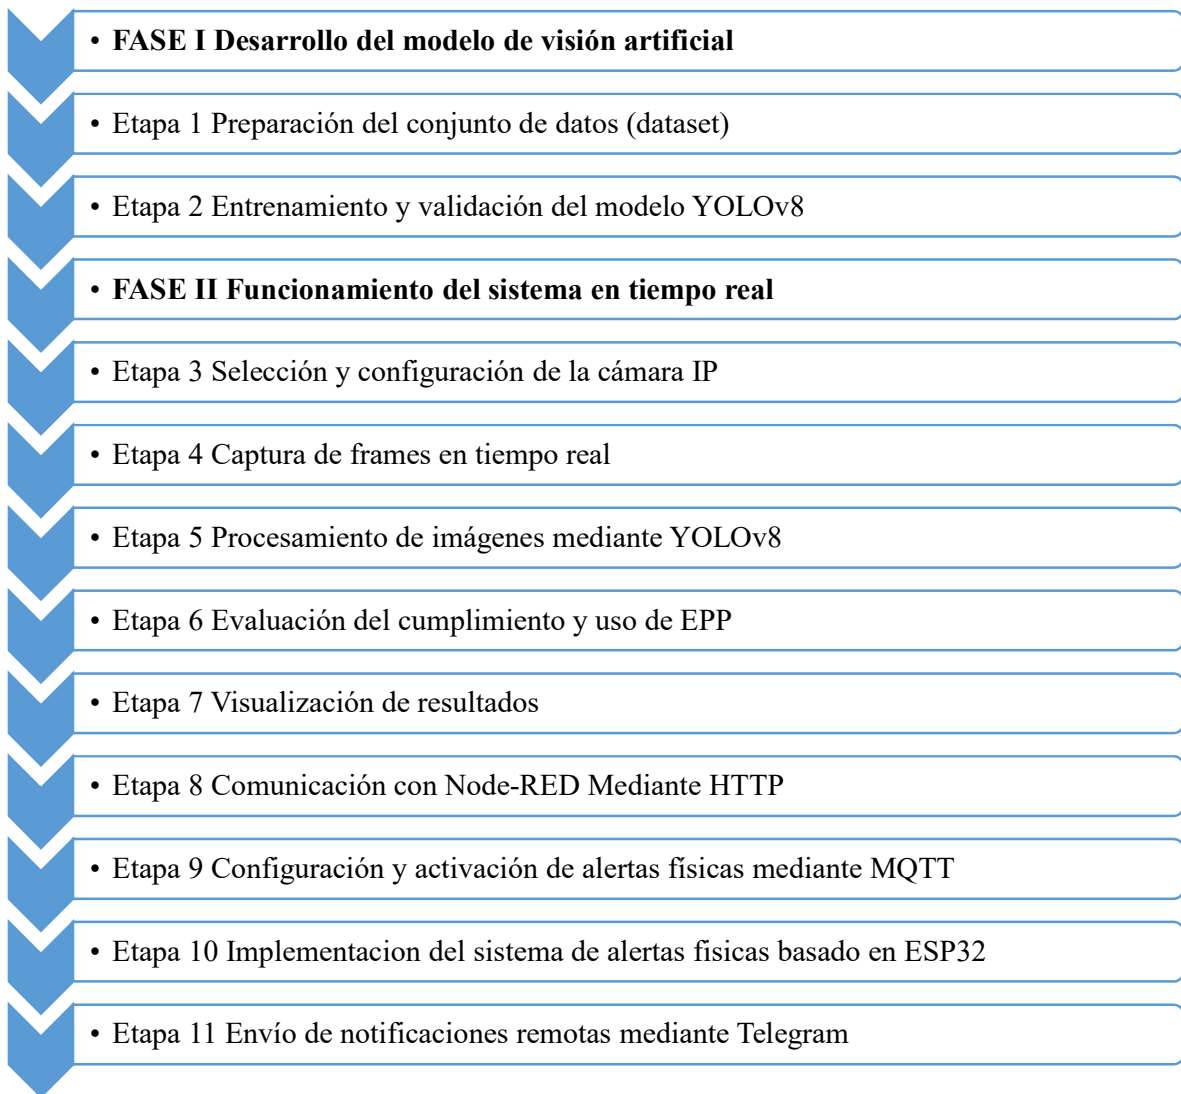 • FASE I Desarrollo del modelo de visión artificial
• Etapa 1 Preparación del conjunto de datos (dataset)
• Etapa 2 Entrenamiento y validación del modelo YOLOv8
• FASE II Funcionamiento del sistema en tiempo real
• Etapa 3 Selección y configuración de la cámara IP
• Etapa 4 Captura de frames en tiempo real
• Etapa 5 Procesamiento de imágenes mediante YOLOv8
• Etapa 6 Evaluación del cumplimiento y uso de EPP
• Etapa 7 Visualización de resultados
• Etapa 8 Comunicación con Node-RED Mediante HTTP
• Etapa 9 Configuración y activación de alertas físicas mediante MQTT
• Etapa 10 Implementacion del sistema de alertas fisicas basado en ESP32
• Etapa 11 Envío de notificaciones remotas mediante Telegram